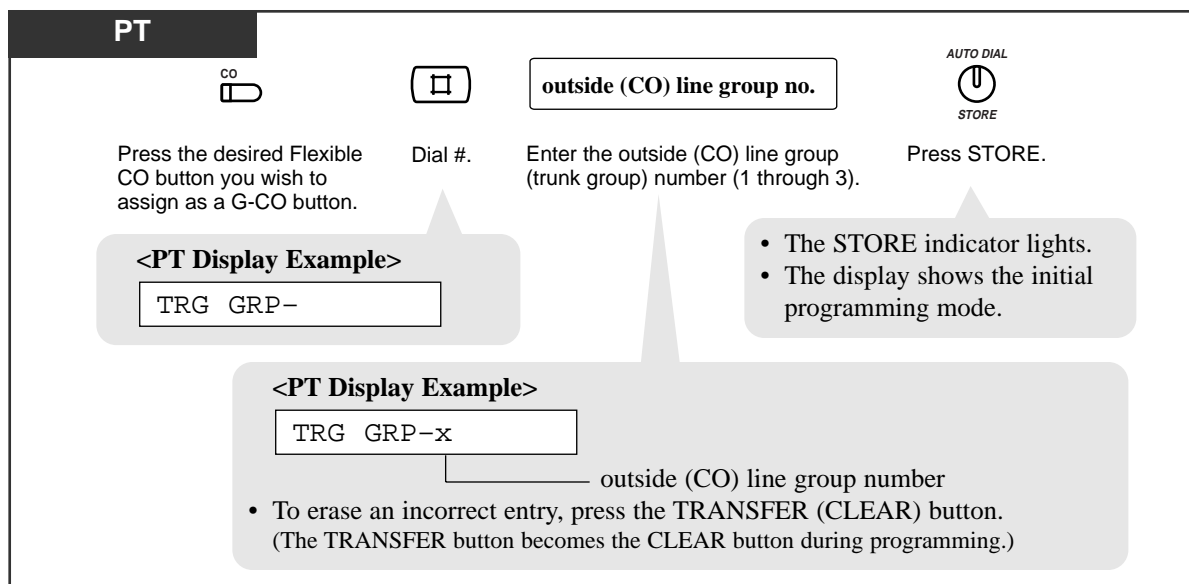 PT
CO
#
outside (CO) line group no.
AUTO DIAL
STORE
Press the desired Flexible
CO button you wish to
assign as a G-CO button.
Dial #.
Enter the outside (CO) line group
(trunk group) number (1 through 3).
Press STORE.
<PT Display Example>
TRG GRP–
• The STORE indicator lights.
• The display shows the initial
programming mode.
<PT Display Example>
TRG GRP–x
outside (CO) line group number
• To erase an incorrect entry, press the TRANSFER (CLEAR) button.
(The TRANSFER button becomes the CLEAR button during programming.)